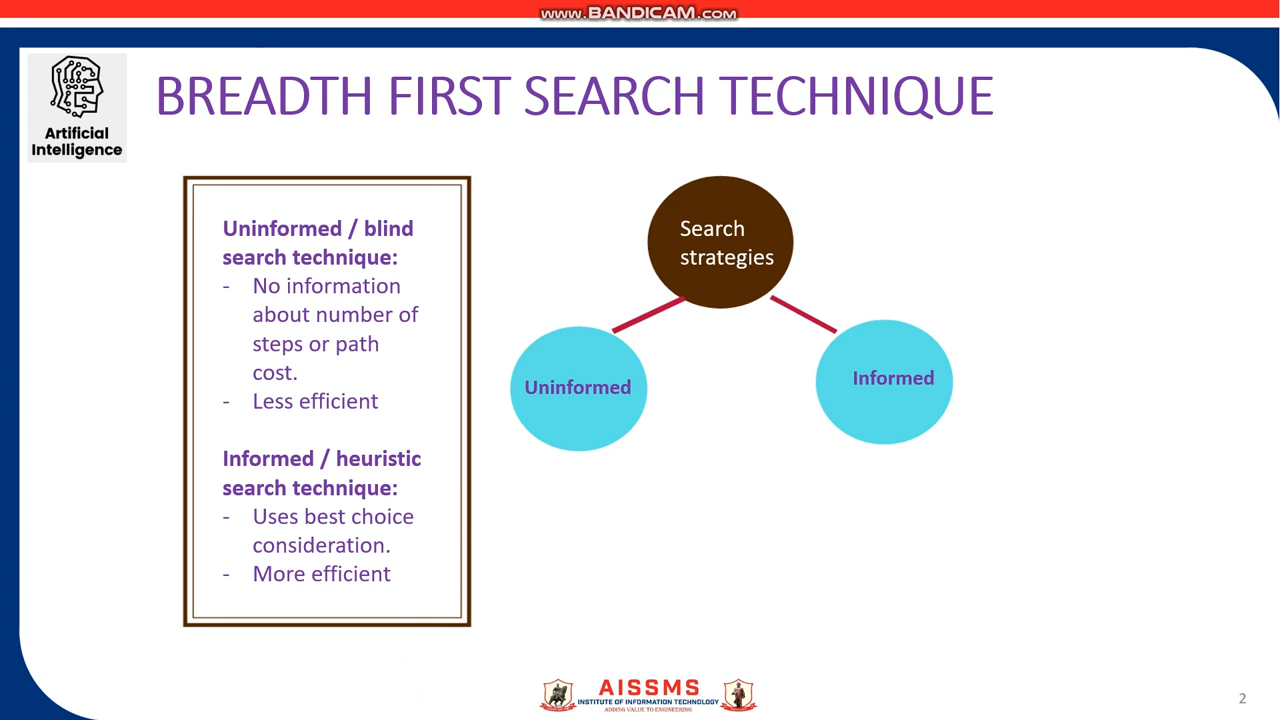 www.BANDICAM.com
Artificial
Intelligence
BREADTH FIRST SEARCH TECHNIQUE
Uninformed / blind
search technique:
- No information
about number of
steps or path
cost.
- Less efficient
Informed / heuristic
search technique:
- Uses best choice
consideration.
- More efficient
Search
strategies
Uninformed
Informed
AISSMS
INSTITUTE OF INFORMATION TECHNOLOGY
ADDING VALUE TO ENGINEERING
2